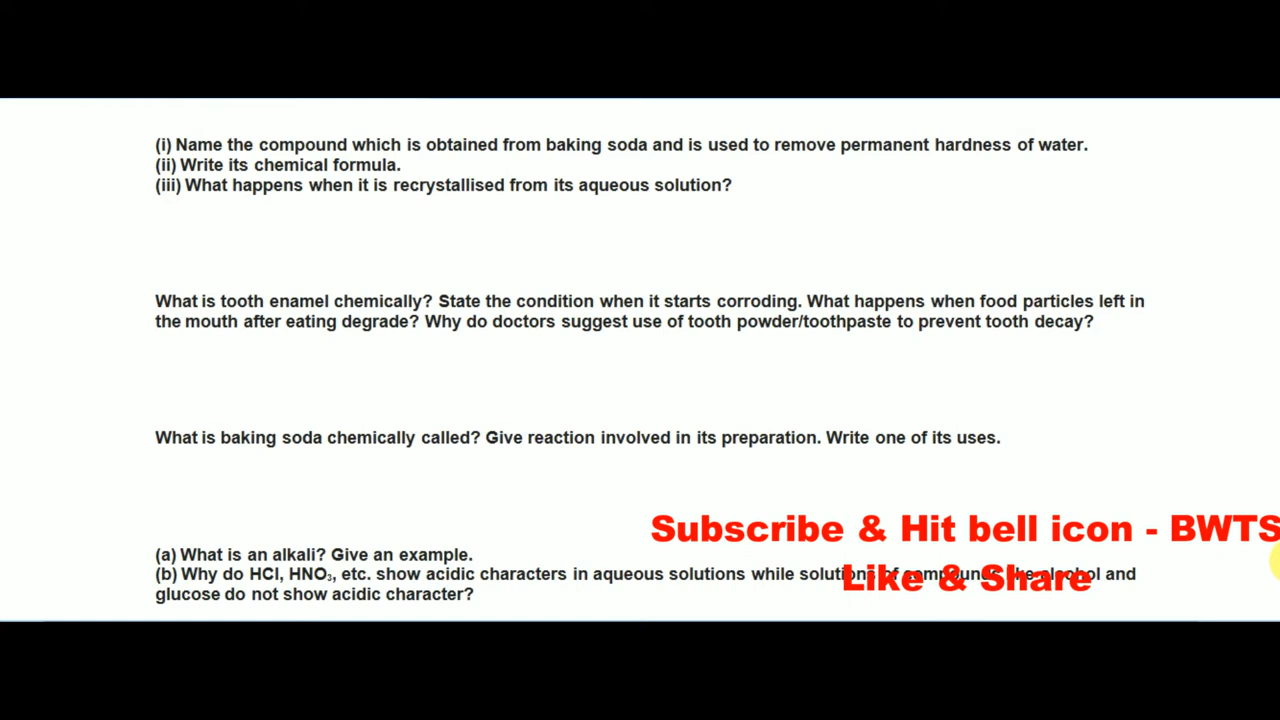 (i) Name the compound which is obtained from baking soda and is used to remove permanent hardness of water.
(ii) Write its chemical formula.
(iii) What happens when it is recrystallised from its aqueous solution?
What is tooth enamel chemically? State the condition when it starts corroding. What happens when food particles left in
the mouth after eating degrade? Why do doctors suggest use of tooth powder/toothpaste to prevent tooth decay?
What is baking soda chemically called? Give reaction involved in its preparation. Write one of its uses.
Subscribe & Hit bell icon - BWTS
(a) What is an alkali? Give an example.
(b) Why do HCl, HNO₃, etc. show acidic characters in aqueous solutions while solutions of compounds like alcohol and
Like & Share
glucose do not show acidic character?